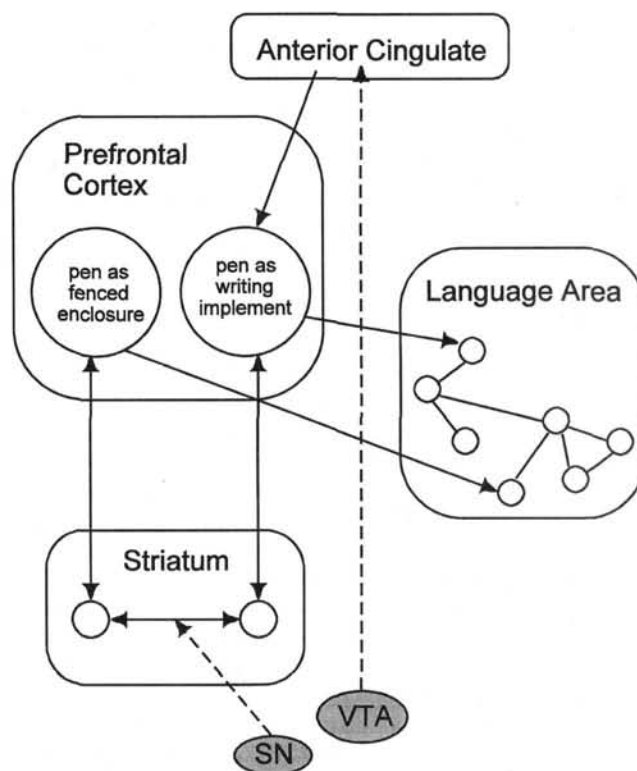 Anterior Cingulate
Prefrontal
Cortex
pen as
fenced
enclosure
pen as
writing
implement
Language Area
Striatum
VTA
SN